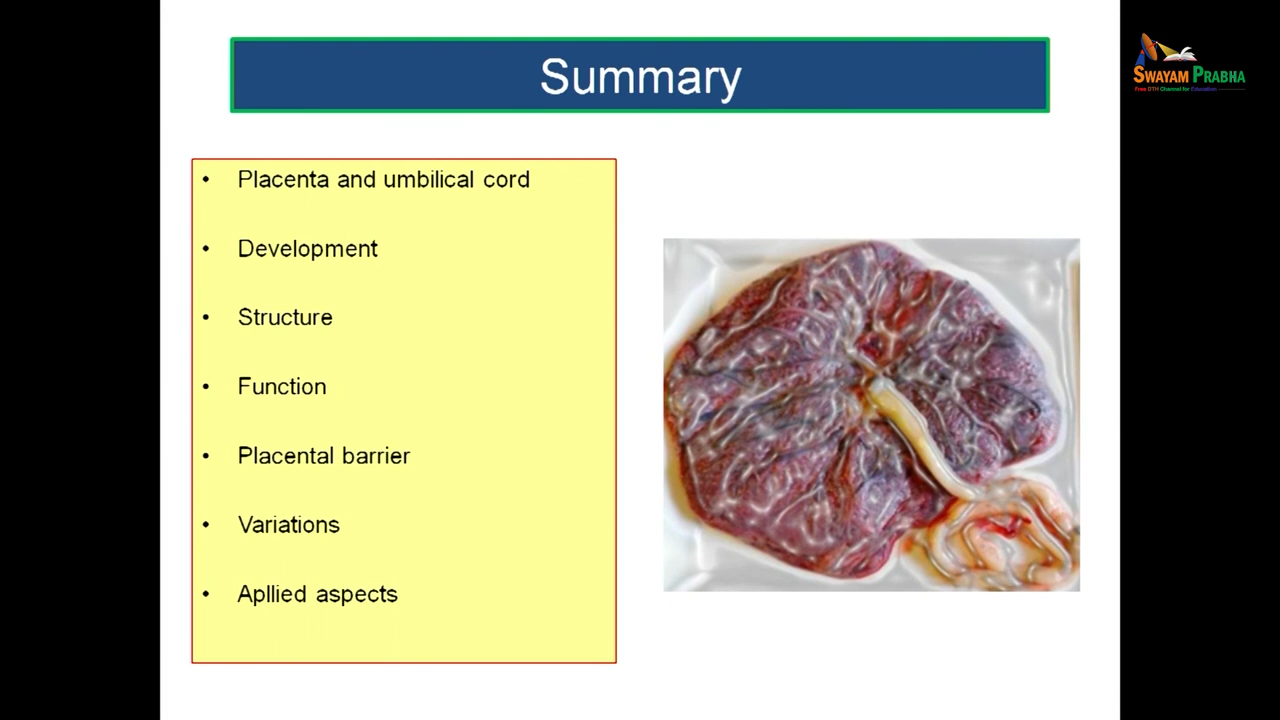 Summary
SWAYAM PRABHA
Free DTH Channel for Education
• Placenta and umbilical cord
• Development
• Structure
• Function
• Placental barrier
• Variations
• Apllied aspects